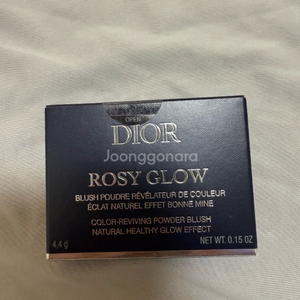 OPEN
DIOR
Joonggonara
ROSY GLOW
BLUSH POUDRE RÉVÉLATEUR DE COULEUR
ÉCLAT NATUREL EFFET BONNE MINE
COLOR-REVIVING POWDER BLUSH
NATURAL HEALTHY GLOW EFFECT
4,4 g NET WT. 0.15 OZ